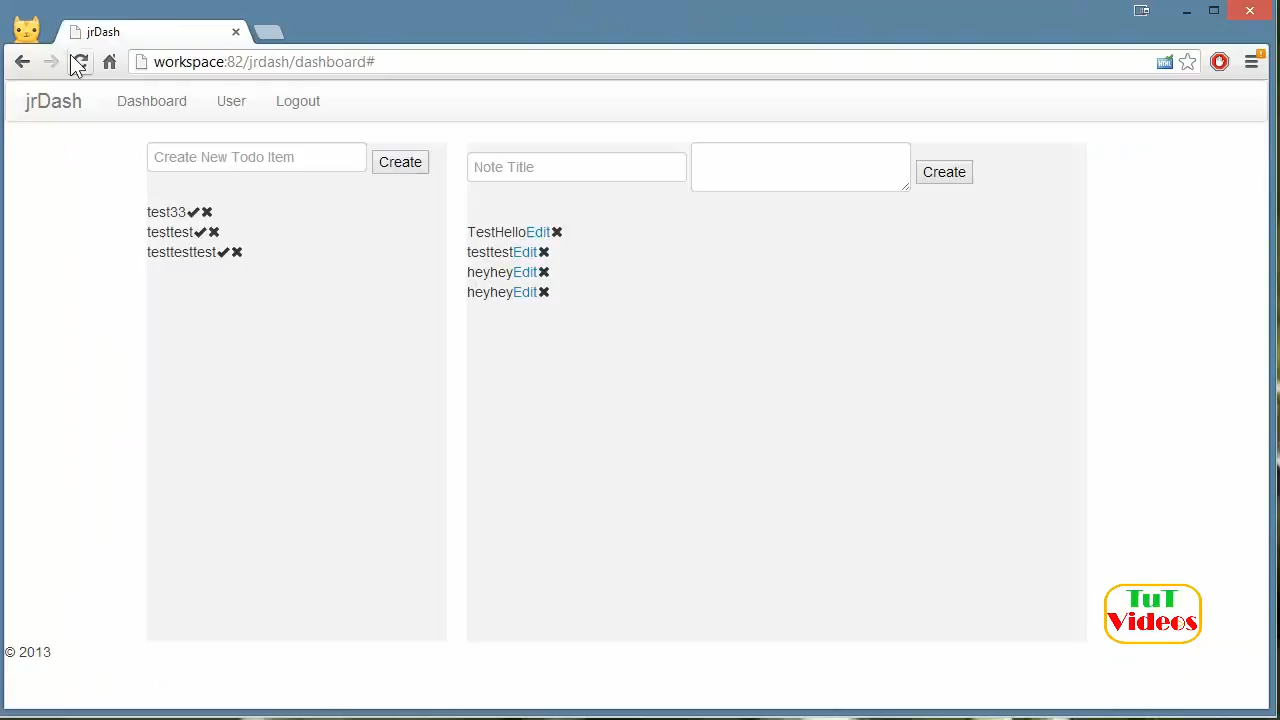 jrDash
workspace:82/jrdash/dashboard#
jrDash Dashboard User Logout
Create New Todo Item Create
test33
testtest
testtesttest
Note Title Create
TestHelloEdit
testtestEdit
heyheyEdit
heyheyEdit
TuT
Videos
© 2013